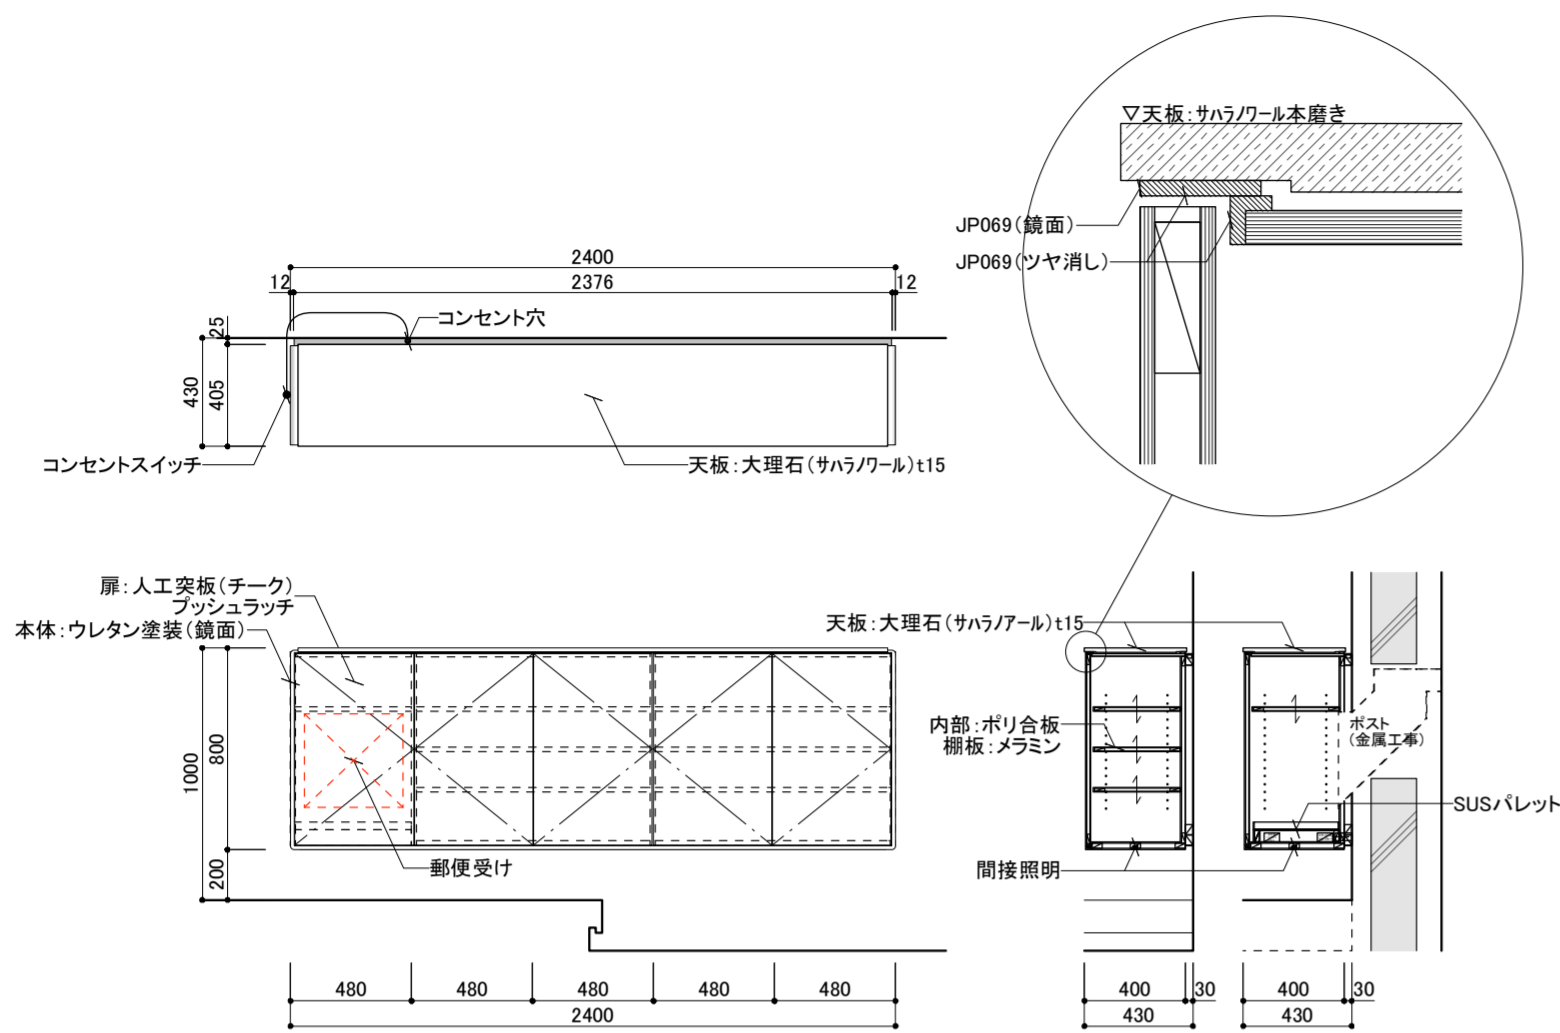 ▽天板:サハラノワール本磨き
JP069(鏡面)
JP069(ツヤ消し)
2400
12
2376
12
コンセント穴
25
430
405
コンセントスイッチ
天板:大理石(サハラノワール)t15
扉:人工突板(チーク)
プッシュラッチ
本体:ウレタン塗装(鏡面)
天板:大理石(サハラノアール)t15
内部:ポリ合板
棚板:メラミン
ポスト
(金属工事)
1000
800
200
SUSパレット
郵便受け
間接照明
480
480
480
480
480
2400
400
30
430
400
30
430